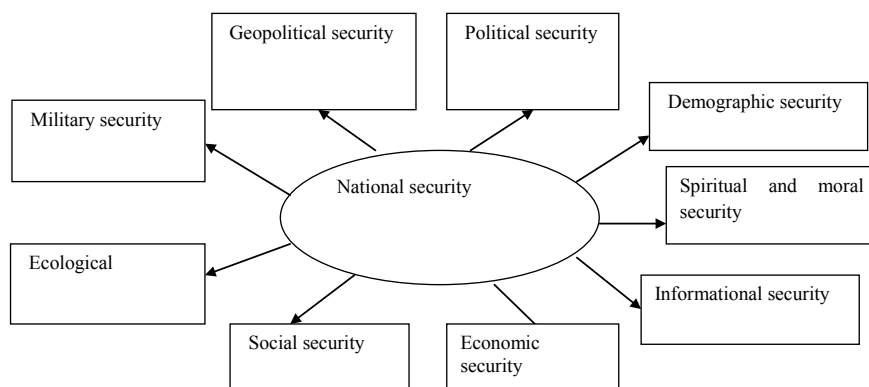 Geopolitical security
Political security
Demographic security
Military security
National security
Spiritual and moral
security
Ecological
Informational security
Social security
Economic
security